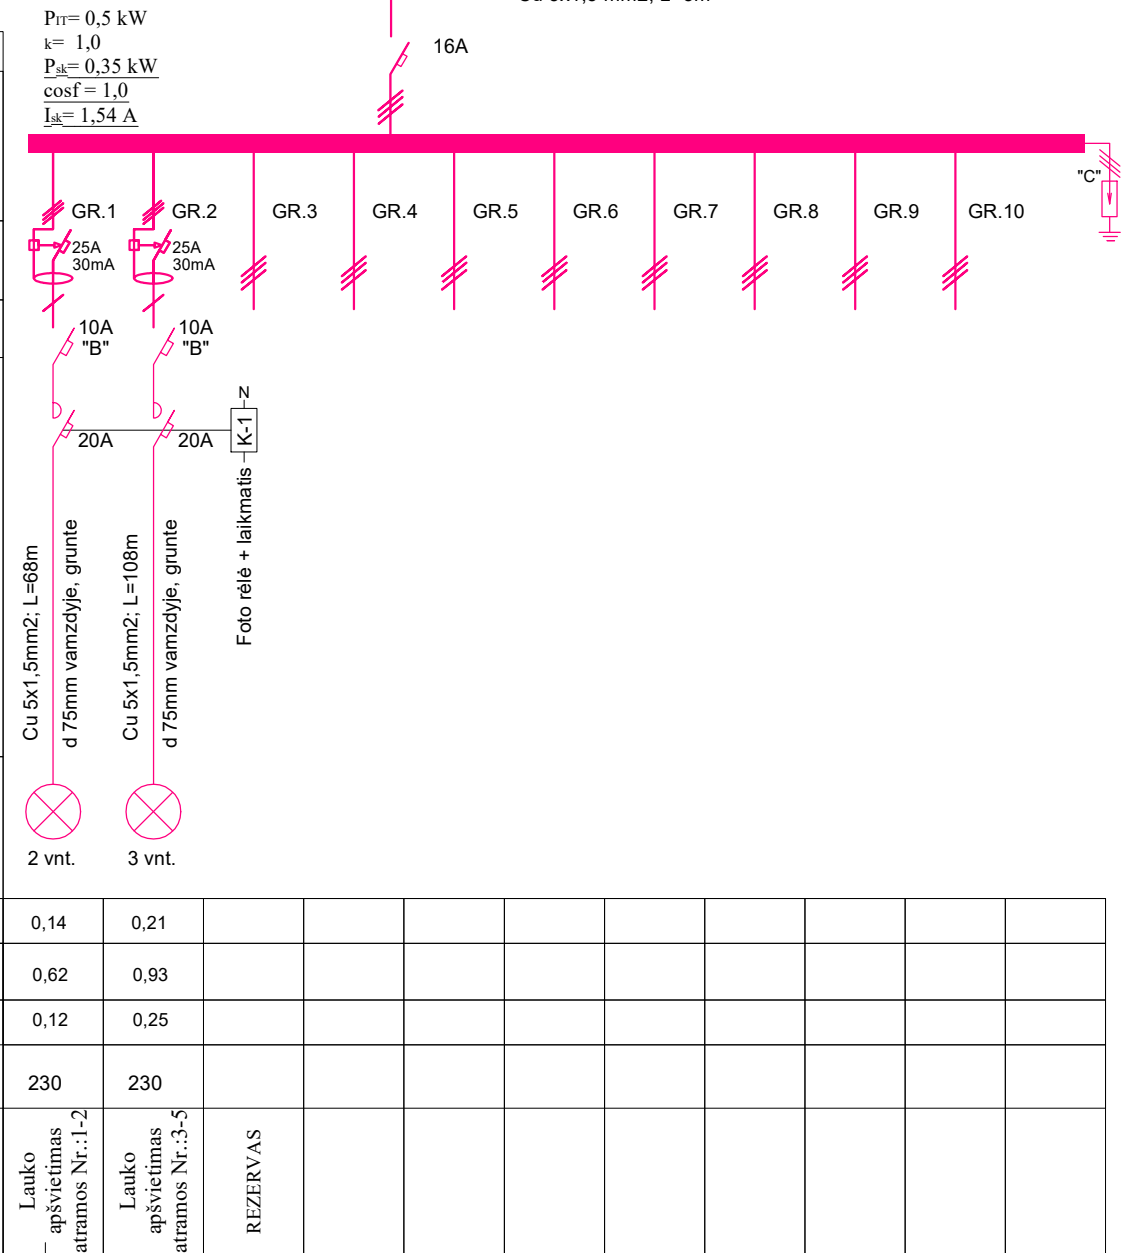 P_IT= 0,5 kW
k= 1,0
Psk= 0,35 kW
cosf = 1,0
Isk= 1,54 A
16A
"C"
GR.1
GR.2
GR.3
GR.4
GR.5
GR.6
GR.7
GR.8
GR.9
GR.10
25A
30mA
25A
30mA
10A
"B"
10A
"B"
20A
20A
N
K-1
Foto rėlė + laikmatis
Cu 5x1,5mm2; L=68m
d 75mm vamzdyje, grunte
Cu 5x1,5mm2; L=108m
d 75mm vamzdyje, grunte
2 vnt.
3 vnt.
0,14 0,21
0,62 0,93
0,12 0,25
230 230
Lauko
apšvietimas
atramos Nr.:1-2
Lauko
apšvietimas
atramos Nr.:3-5
REZERVAS